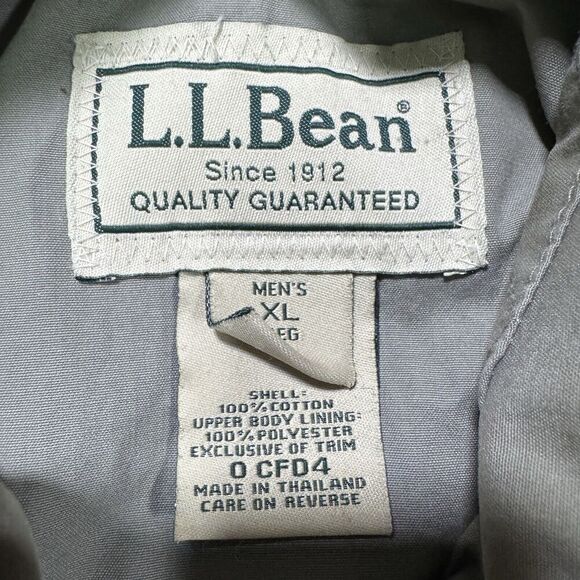 L.L.Bean®
Since 1912
QUALITY GUARANTEED
MEN'S
XL
SHELL:
100% COTTON
UPPER BODY LINING:
100% POLYESTER
EXCLUSIVE OF TRIM
0 CFD4
MADE IN THAILAND
CARE ON REVERSE